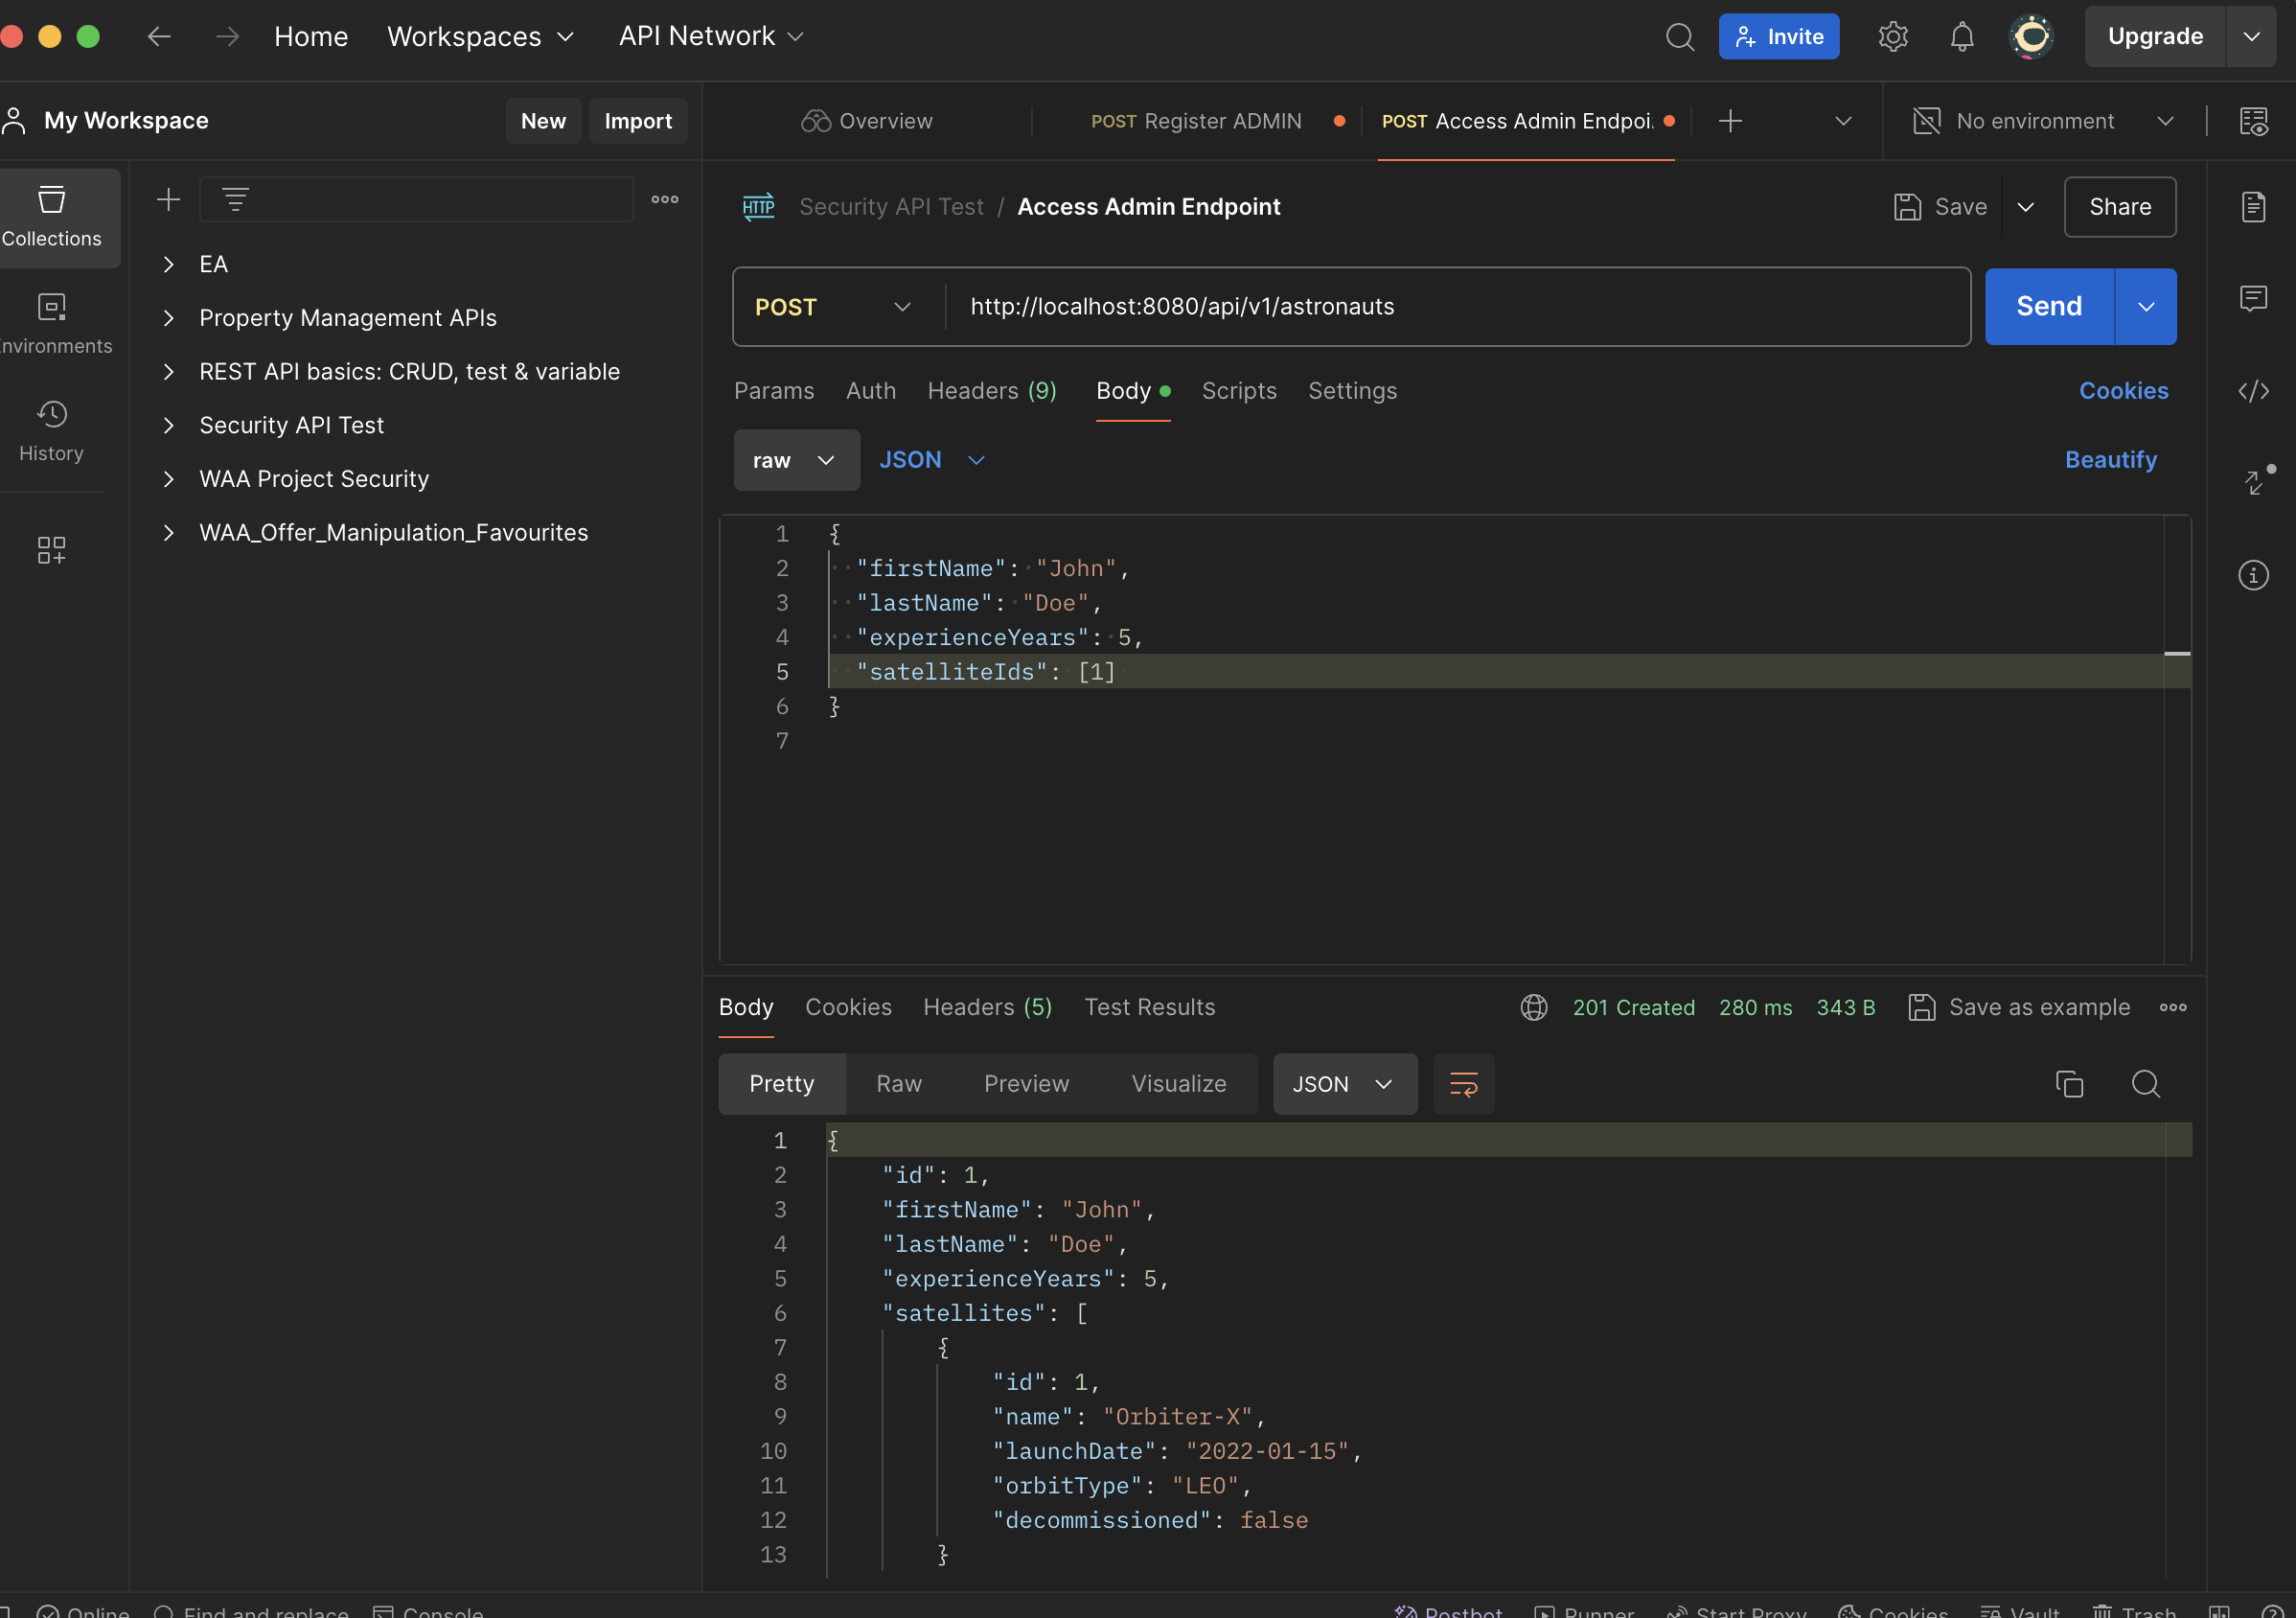 Home Workspaces API Network Invite Upgrade
My Workspace New Import Overview POST Register ADMIN POST Access Admin Endpoi No environment
Collections
Environments
History
EA
Property Management APIs
REST API basics: CRUD, test & variable
Security API Test
WAA Project Security
WAA_Offer_Manipulation_Favourites
HTTP Security API Test / Access Admin Endpoint Save Share
POST http://localhost:8080/api/v1/astronauts Send
Params Auth Headers (9) Body Scripts Settings Cookies
raw JSON Beautify
1 {
2 "firstName": "John",
3 "lastName": "Doe",
4 "experienceYears": 5,
5 "satelliteIds": [1]
6 }
7
Body Cookies Headers (5) Test Results 201 Created 280 ms 343 B Save as example
Pretty Raw Preview Visualize JSON
1 {
2 "id": 1,
3 "firstName": "John",
4 "lastName": "Doe",
5 "experienceYears": 5,
6 "satellites": [
7 {
8 "id": 1,
9 "name": "Orbiter-X",
10 "launchDate": "2022-01-15",
11 "orbitType": "LEO",
12 "decommissioned": false
13 }
Online Find and replace Console Postbot Runner Start Proxy Cookies Vault Trash